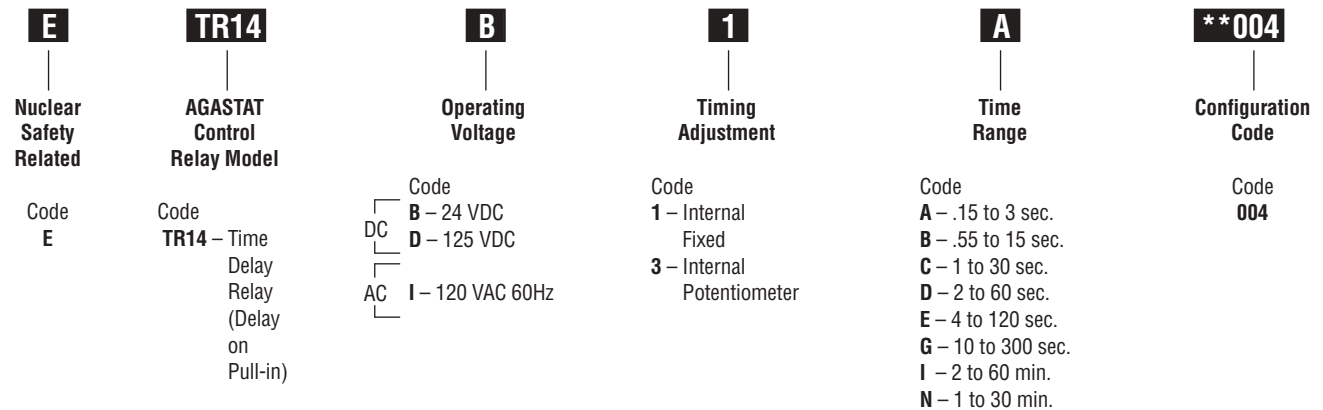 E TR14 B 1 A **004
Nuclear Safety Related
AGASTAT Control Relay Model
Operating Voltage
Timing Adjustment
Time Range
Configuration Code
Code
E
Code
TR14 – Time
Delay
Relay
(Delay
on
Pull-in)
Code
DC
B – 24 VDC
D – 125 VDC
AC
I – 120 VAC 60Hz
Code
1 – Internal
Fixed
3 – Internal
Potentiometer
Code
A – .15 to 3 sec.
B – .55 to 15 sec.
C – 1 to 30 sec.
D – 2 to 60 sec.
E – 4 to 120 sec.
G – 10 to 300 sec.
I – 2 to 60 min.
N – 1 to 30 min.
Code
004